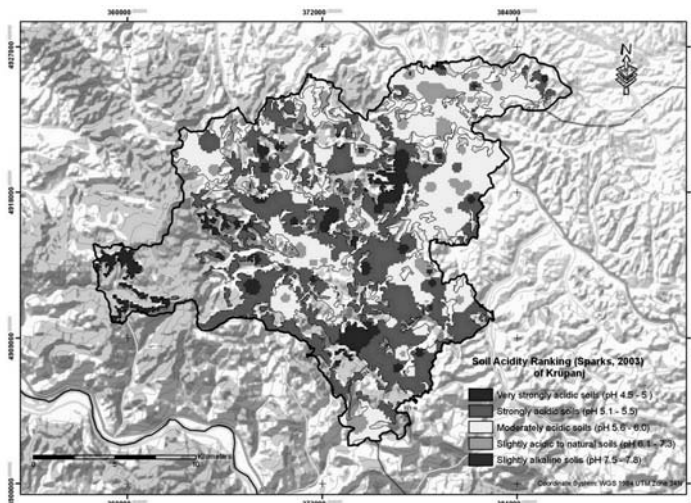 360000 372000 384000
N
4927000
4918000
4909000
Soil Acidity Ranking (Sparks, 2003)
of Krupanj
Very strongly acidic soils (pH 4.5 - 5)
Strongly acidic soils (pH 5.1 - 5.5)
Moderately acidic soils (pH 5.6 - 6.0)
Slightly acidic to natural soils (pH 6.1 - 7.3)
Slightly alkaline soils (pH 7.5 - 7.8)
Kilometers
Coordinate System: WGS 1984 UTM Zone 34N